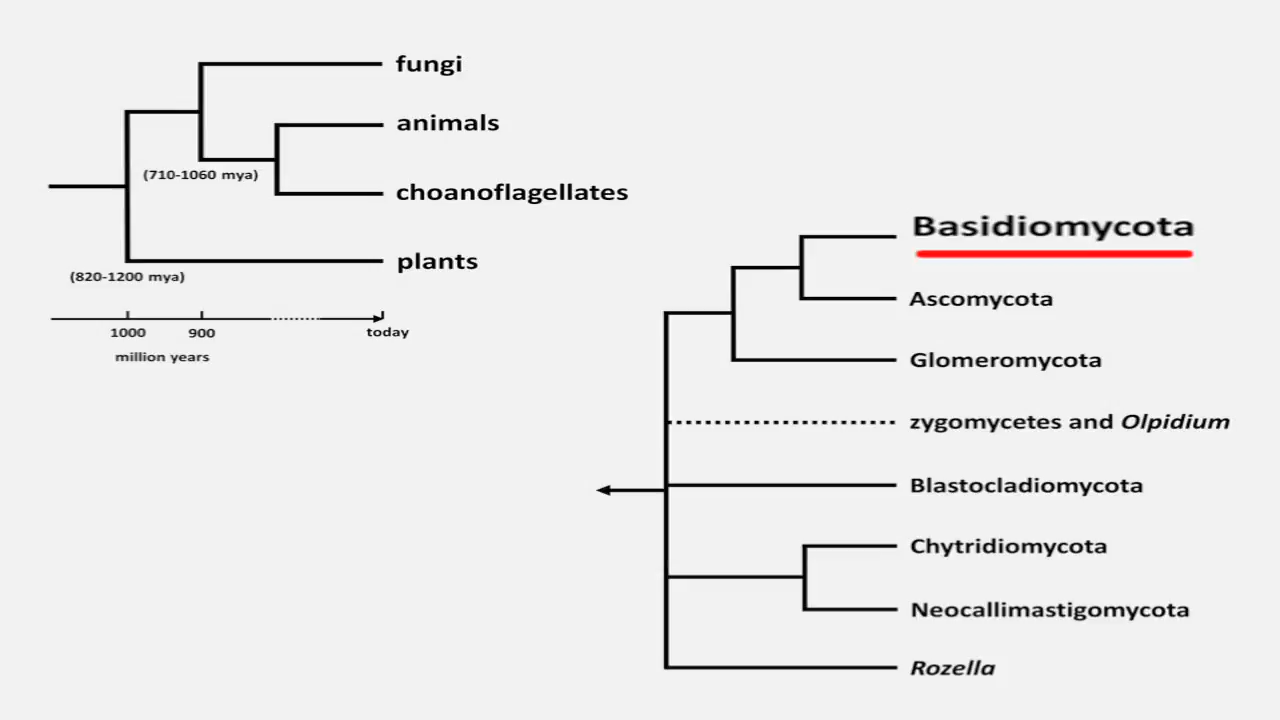 fungi
animals
(710-1060 mya)
choanoflagellates
plants
(820-1200 mya)
1000
900
today
million years
Basidiomycota
Ascomycota
Glomeromycota
zygomycetes and Olpidium
Blastocladiomycota
Chytridiomycota
Neocallimastigomycota
Rozella